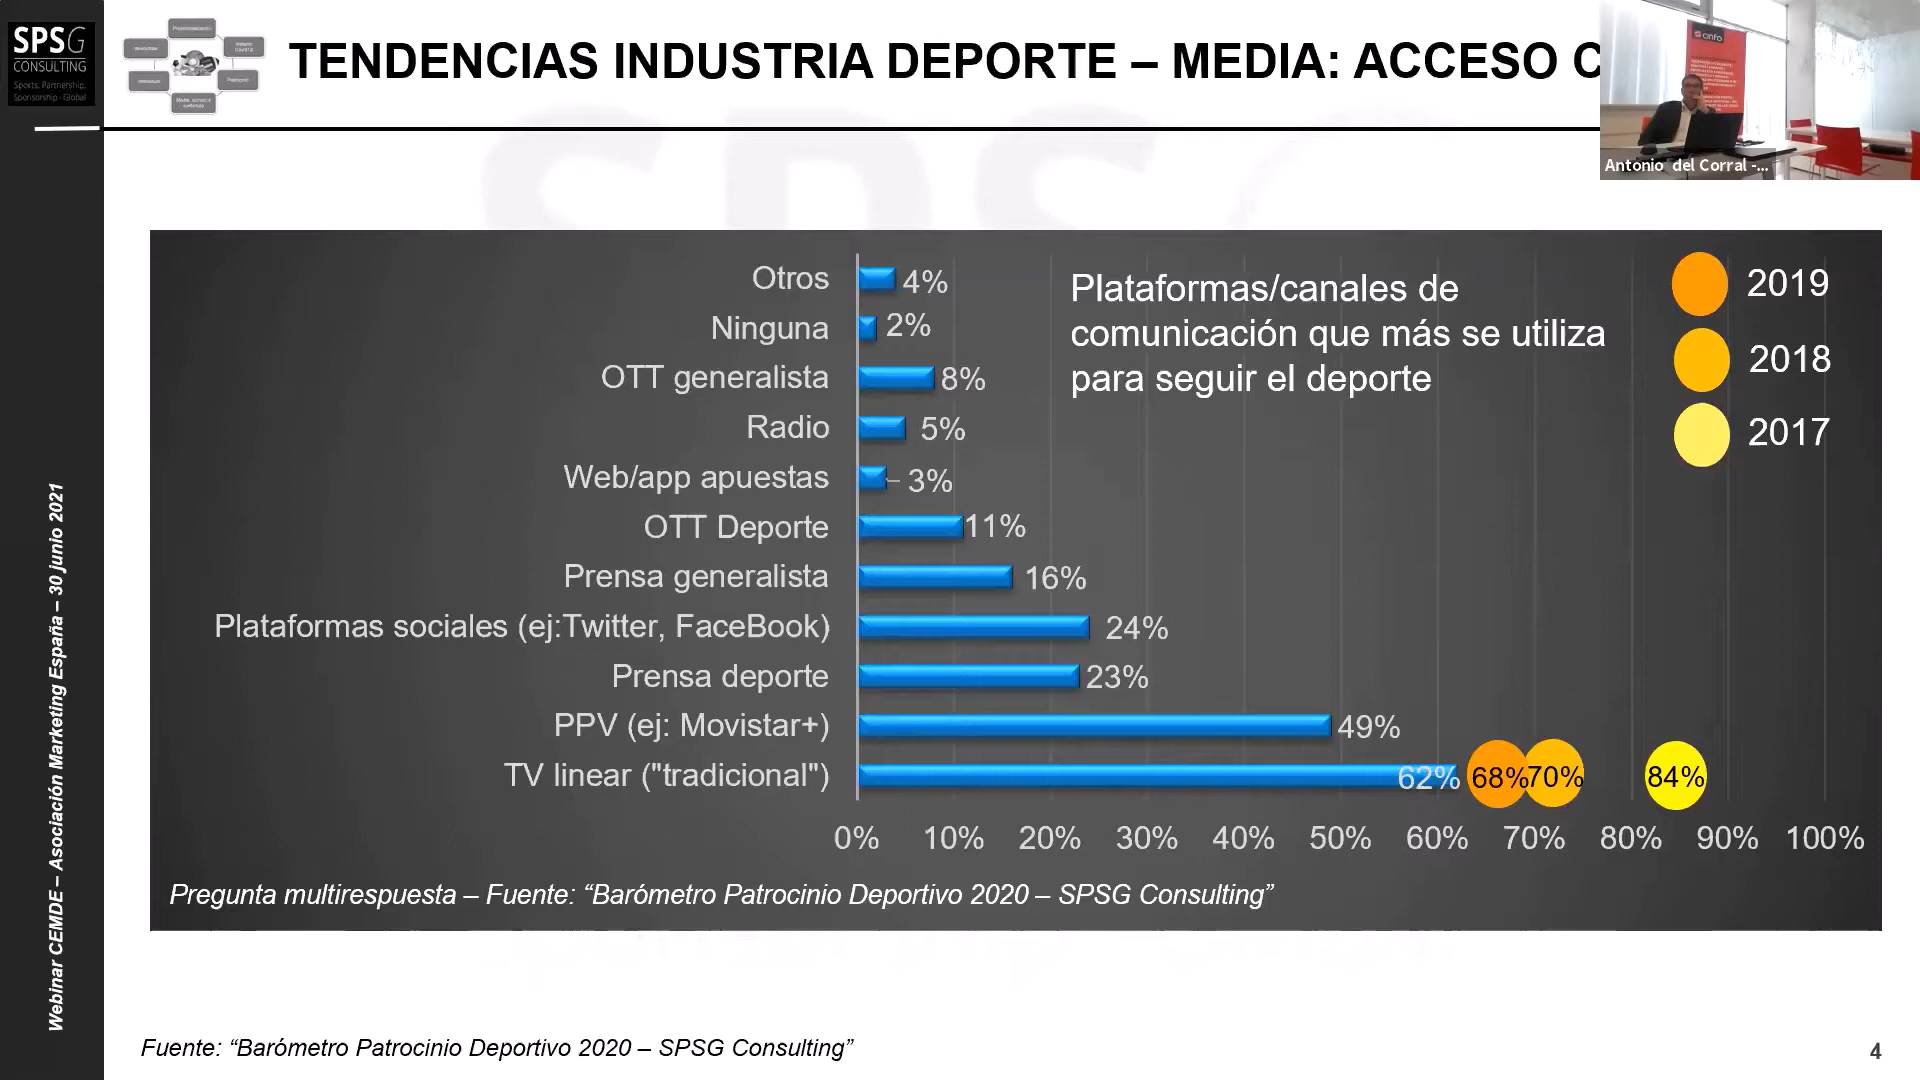 SPSG
CONSULTING
Sports, Partnership,
Sponsorship - Global
TENDENCIAS INDUSTRIA DEPORTE – MEDIA: ACCESO C
cinfo
Antonio del Corral -...
Webinar CEMDE – Asociación Marketing España – 30 junio 2021
Plataformas/canales de
comunicación que más se utiliza
para seguir el deporte
2019
2018
2017
Otros 4%
Ninguna 2%
OTT generalista 8%
Radio 5%
Web/app apuestas 3%
OTT Deporte 11%
Prensa generalista 16%
Plataformas sociales (ej:Twitter, FaceBook) 24%
Prensa deporte 23%
PPV (ej: Movistar+) 49%
TV linear ("tradicional") 62% 68% 70% 84%
0% 10% 20% 30% 40% 50% 60% 70% 80% 90% 100%
Pregunta multirespuesta – Fuente: “Barómetro Patrocinio Deportivo 2020 – SPSG Consulting”
Fuente: “Barómetro Patrocinio Deportivo 2020 – SPSG Consulting”
4